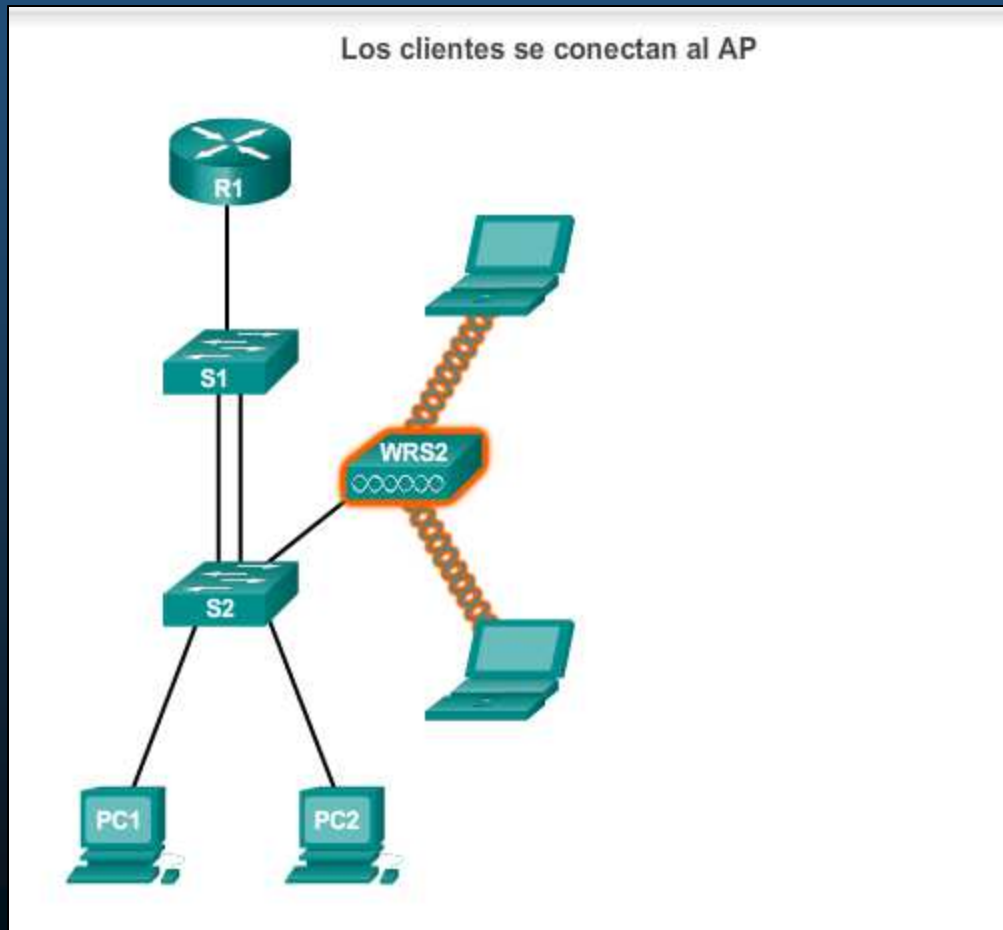 Los clientes se conectan al AP
R1
S1
WRS2
S2
PC1
PC2